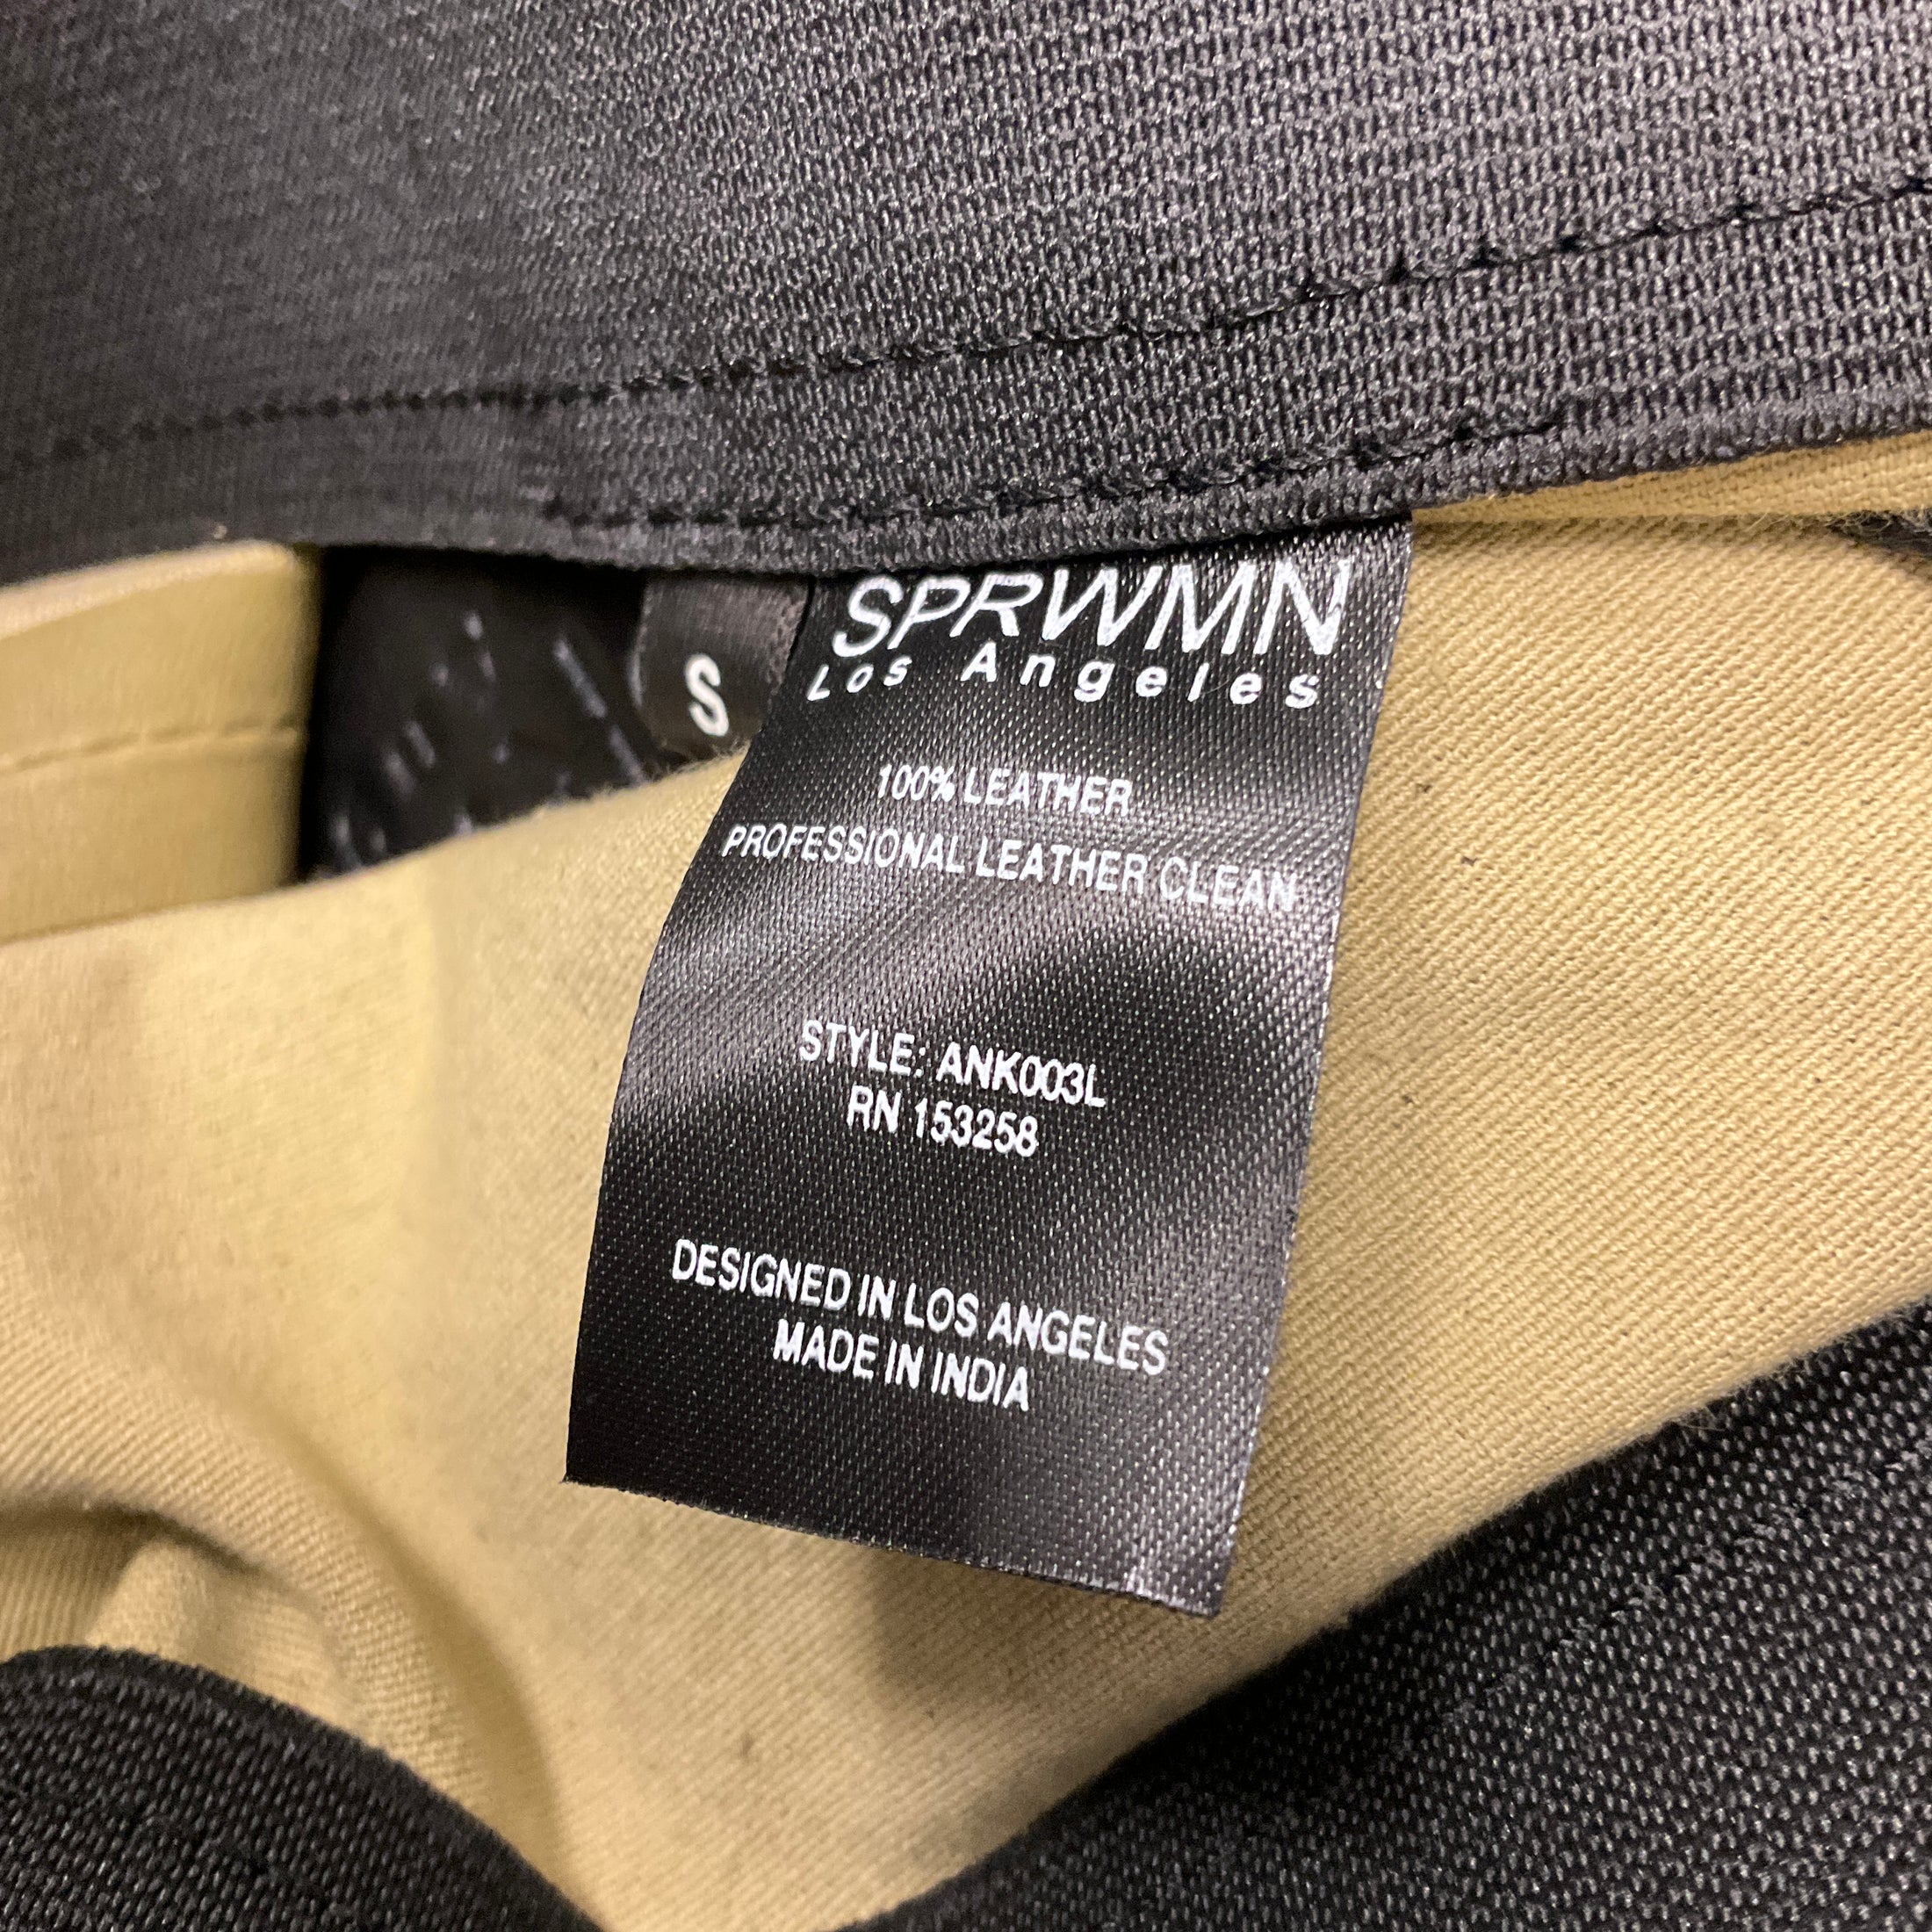 SPRWMN
Los Angeles
S
100% LEATHER
PROFESSIONAL LEATHER CLEAN
STYLE: ANK003L
RN 153258
DESIGNED IN LOS ANGELES
MADE IN INDIA